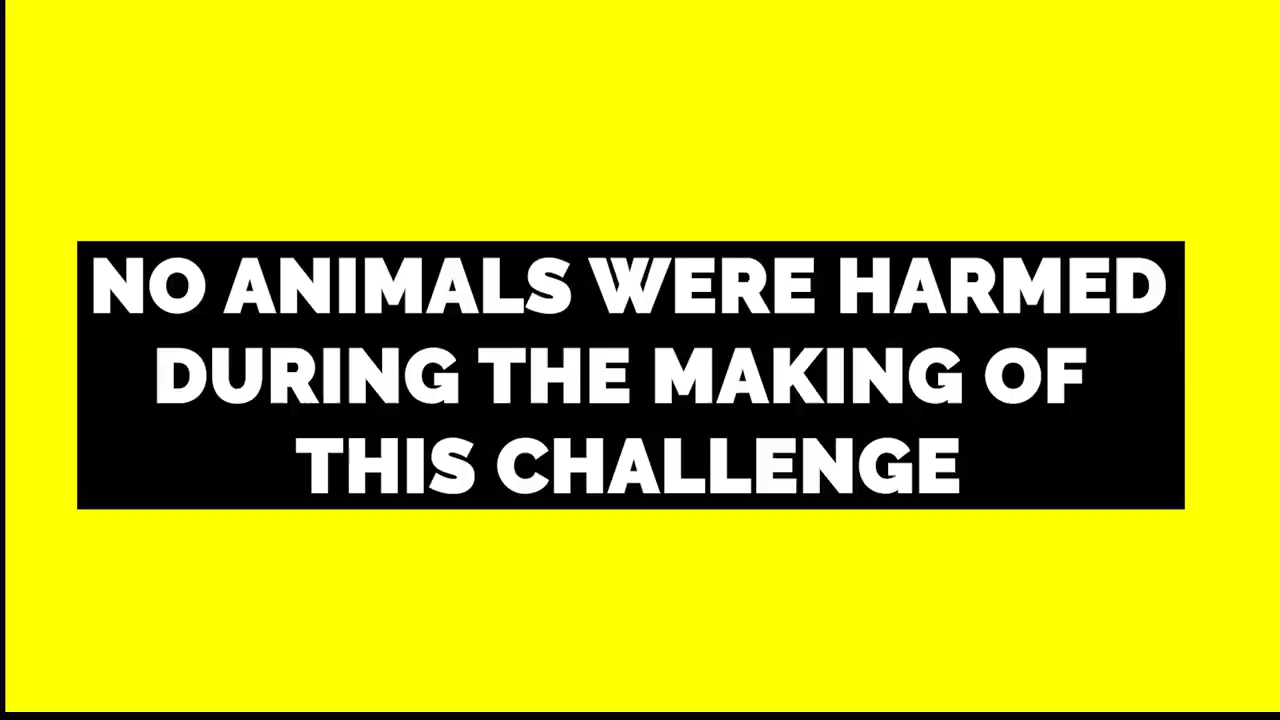 NO ANIMALS WERE HARMED
DURING THE MAKING OF
THIS CHALLENGE